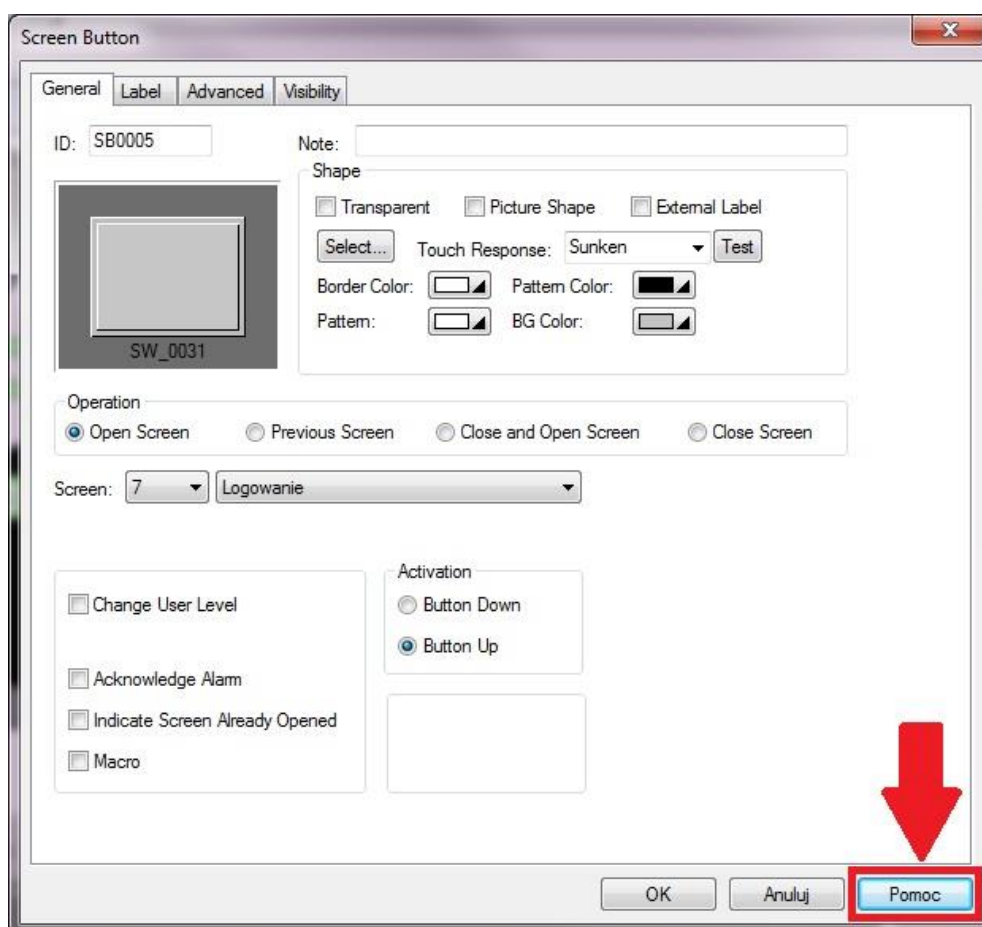 Screen Button
General Label Advanced Visibility
ID: SB0005 Note:
Shape
Transparent Picture Shape External Label
Select... Touch Response: Sunken Test
Border Color: Pattern Color:
Pattern: BG Color:
SW_0031
Operation
Open Screen Previous Screen Close and Open Screen Close Screen
Screen: 7 Logowanie
Activation
Change User Level Button Down
Button Up
Acknowledge Alarm
Indicate Screen Already Opened
Macro
OK Anuluj Pomoc